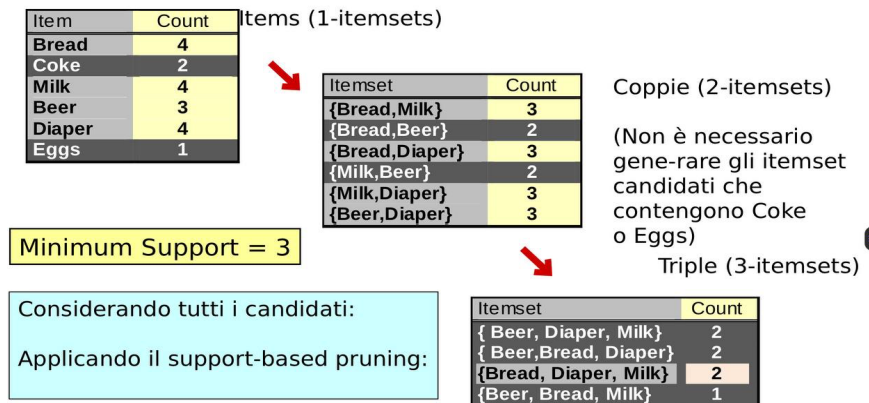 Item Count
Items (1-itemsets)
Bread 4
Coke 2
Milk 4
Beer 3
Diaper 4
Eggs 1
Itemset Count
{Bread,Milk} 3
{Bread,Beer} 2
{Bread,Diaper} 3
{Milk,Beer} 2
{Milk,Diaper} 3
{Beer,Diaper} 3
Coppie (2-itemsets)
(Non è necessario
gene-rare gli itemset
candidati che
contengono Coke
o Eggs)
Minimum Support = 3
Triple (3-itemsets)
Considerando tutti i candidati:
Applicando il support-based pruning:
Itemset Count
{ Beer, Diaper, Milk} 2
{ Beer,Bread, Diaper} 2
{Bread, Diaper, Milk} 2
{Beer, Bread, Milk} 1